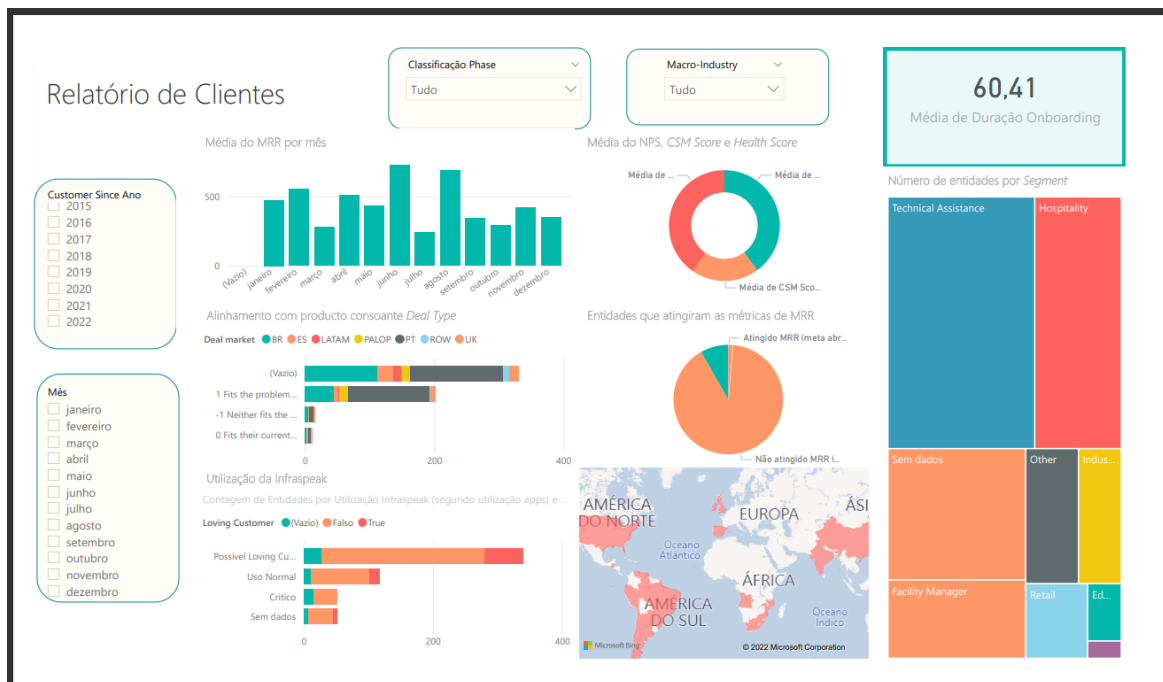 Relatório de Clientes
Classificação Phase
Tudo
Macro-Industry
Tudo
60,41
Média de Duração Onboarding
Customer Since Ano
2015
2016
2017
2018
2019
2020
2021
2022
Mês
janeiro
fevereiro
março
abril
maio
junho
julho
agosto
setembro
outubro
novembro
dezembro
Média do MRR por mês
500
0
(Vazio)
janeiro
fevereiro
março
abril
maio
junho
julho
agosto
setembro
outubro
novembro
dezembro
Média do NPS, CSM Score e Health Score
Média de ...
Média de ...
Média de CSM Sco...
Alinhamento com producto consoante Deal Type
Deal market BR ES LATAM PALOP PT ROW UK
(Vazio)
1 Fits the problem...
-1 Neither fits the ...
0 Fits their current...
0 200 400
Entidades que atingiram as métricas de MRR
Atingido MRR (meta abr...
Não atingido MRR (...
Utilização da Infraspeak
Contagem de Entidades por Utilização Infraspeak (segundo utilização apps) e ...
Loving Customer (Vazio) Falso True
Possivel Loving Cu...
Uso Normal
Critico
Sem dados
0 200 400
AMÉRICA
DO NORTE
EUROPA
ÁSI
Oceano
Atlântico
ÁFRICA
AMÉRICA
DO SUL
Oceano
Índico
Microsoft Bing
© 2022 Microsoft Corporation
Número de entidades por Segment
Technical Assistance
Hospitality
Sem dados
Other
Indus...
Facility Manager
Retail
Ed...